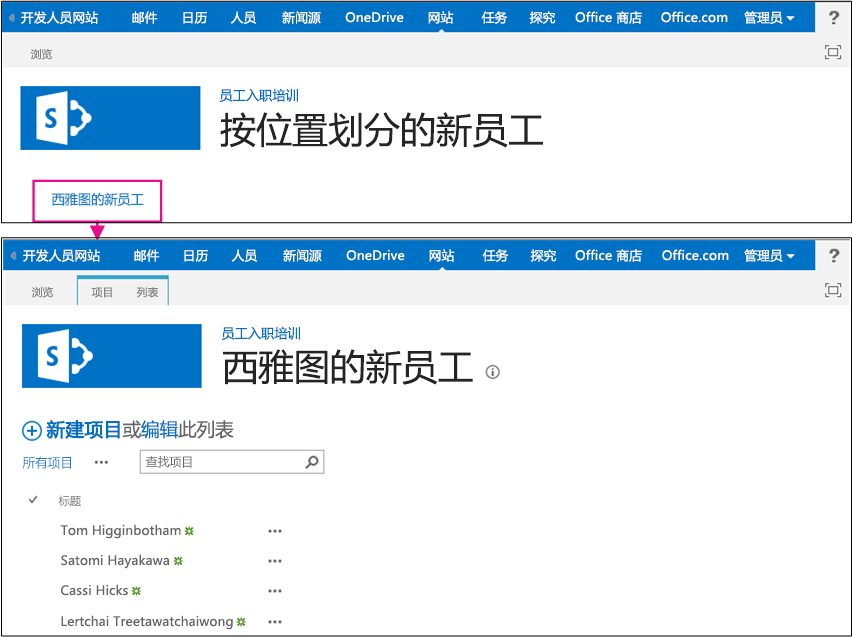 开发人员网站 邮件 日历 人员 新闻源 OneDrive 网站 任务 探究 Office 商店 Office.com 管理员 ?
浏览
S
员工入职培训
按位置划分的新员工
西雅图的新员工
开发人员网站 邮件 日历 人员 新闻源 OneDrive 网站 任务 探究 Office 商店 Office.com 管理员 ?
浏览 项目 列表
S
员工入职培训
西雅图的新员工
新建项目或编辑此列表
所有项目 ••• 查找项目
标题
Tom Higginbotham •••
Satomi Hayakawa •••
Cassi Hicks •••
Lertchai Treetawatchaiwong •••